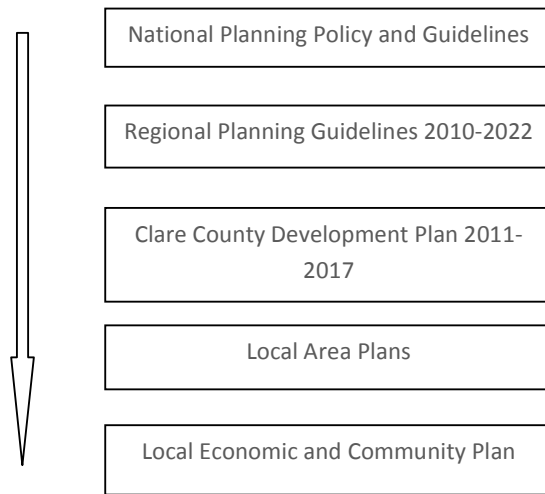 National Planning Policy and Guidelines
Regional Planning Guidelines 2010-2022
Clare County Development Plan 2011-
2017
Local Area Plans
Local Economic and Community Plan